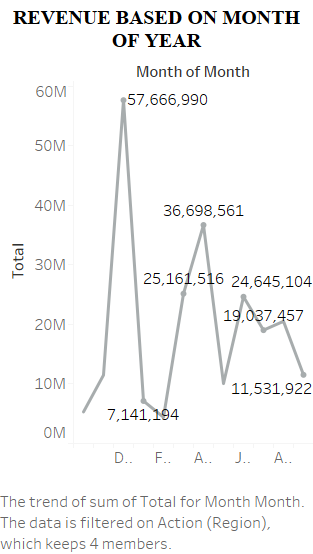 REVENUE BASED ON MONTH
OF YEAR
Month of Month
60M
57,666,990
50M
40M
36,698,561
30M
25,161,516
24,645,104
20M
19,037,457
10M
11,531,922
7,141,194
0M
Total
D..
F..
A..
J..
A..
The trend of sum of Total for Month Month.
The data is filtered on Action (Region),
which keeps 4 members.